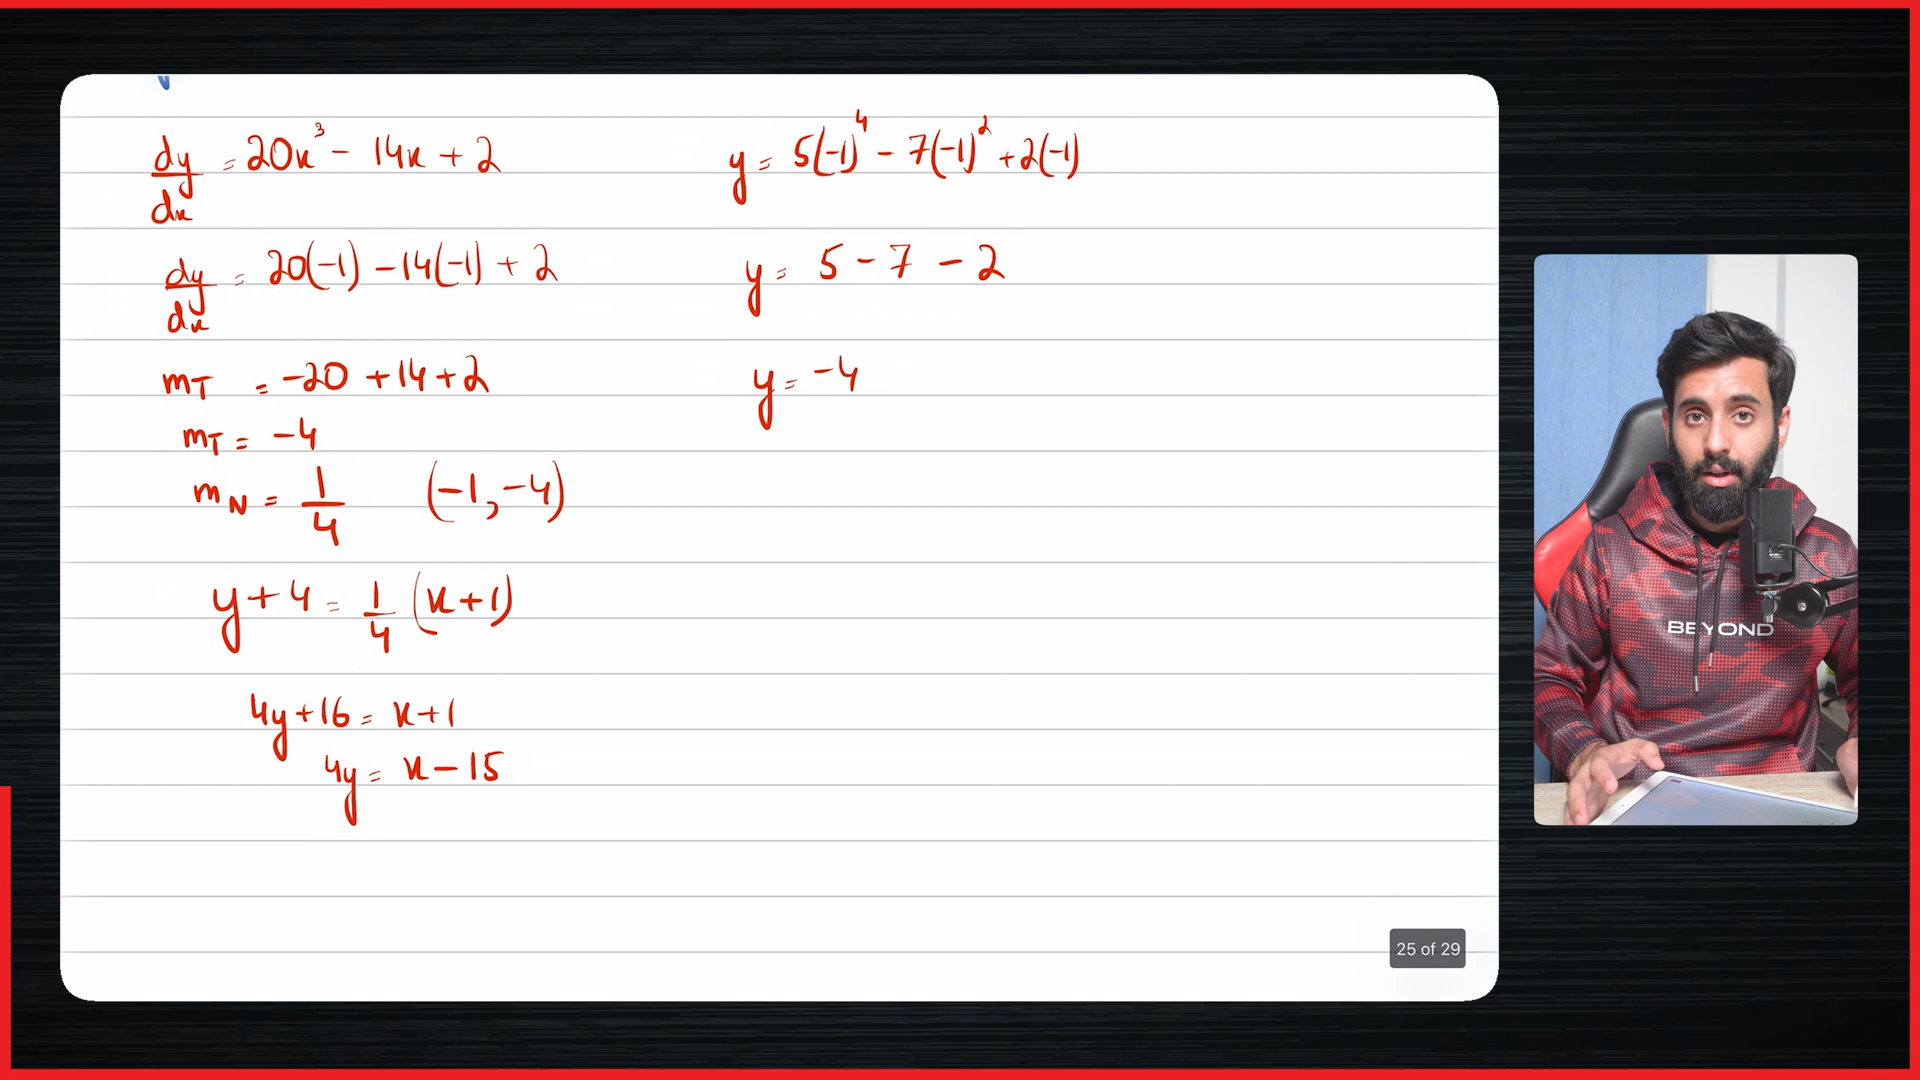 dy/dx = 20x³ - 14x + 2
dy/dx = 20(-1) - 14(-1) + 2
mT = -20 + 14 + 2
mT = -4
mN = 1/4 (-1, -4)
y + 4 = 1/4 (x + 1)
4y + 16 = x + 1
4y = x - 15
y = 5(-1)⁴ - 7(-1)² + 2(-1)
y = 5 - 7 - 2
y = -4
25 of 29
BEYOND